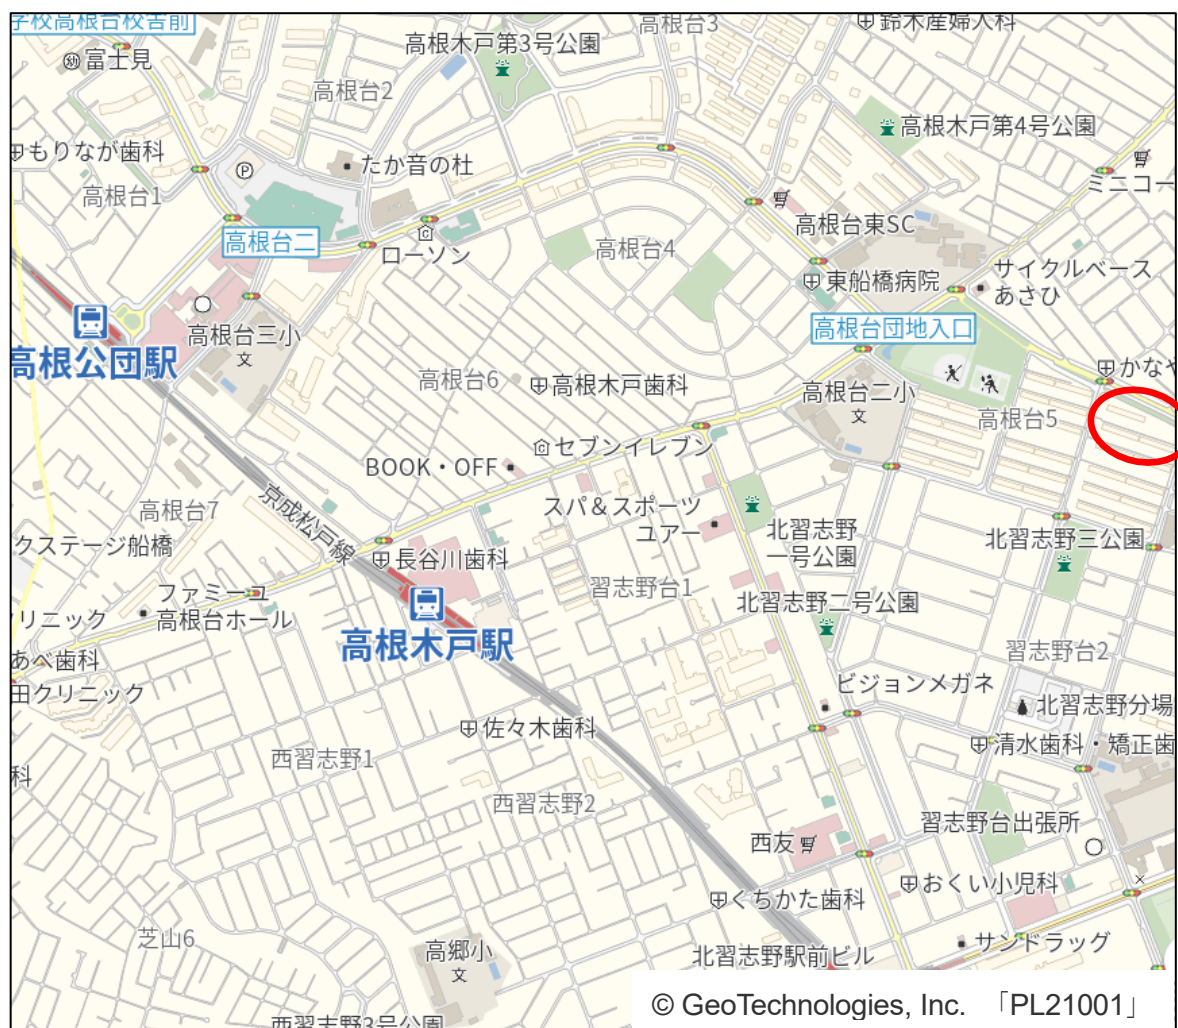 学校高根台校舎前
高根台3
鈴木産婦人科
高根木戸第3号公園
幼富士見
高根台2
高根木戸第4号公園
もりなが歯科
たか音の杜
P
ミニコー
高根台1
高根台東SC
高根台二
高根台4
ローソン
サイクルベース
あさひ
東船橋病院
高根台三小
文
高根台団地入口
高根公団駅
かなや
高根台6
高根木戸歯科
高根台二小
文
高根台5
セブンイレブン
BOOK・OFF
スパ&スポーツ
ユアー
高根台7
京成松戸線
北習志野
一号公園
北習志野三公園
クステージ船橋
長谷川歯科
習志野台1
ファミーユ
高根台ホール
リニック
北習志野二号公園
高根木戸駅
あべ歯科
習志野台2
田クリニック
ビジョンメガネ
北習志野分場
佐々木歯科
清水歯科・矯正歯
西習志野1
科
西習志野2
習志野台出張所
西友
おくい小児科
くちかた歯科
芝山6
高郷小
文
北習志野駅前ビル
サンドラッグ
西習志野3号公園
© GeoTechnologies, Inc. 「PL21001」